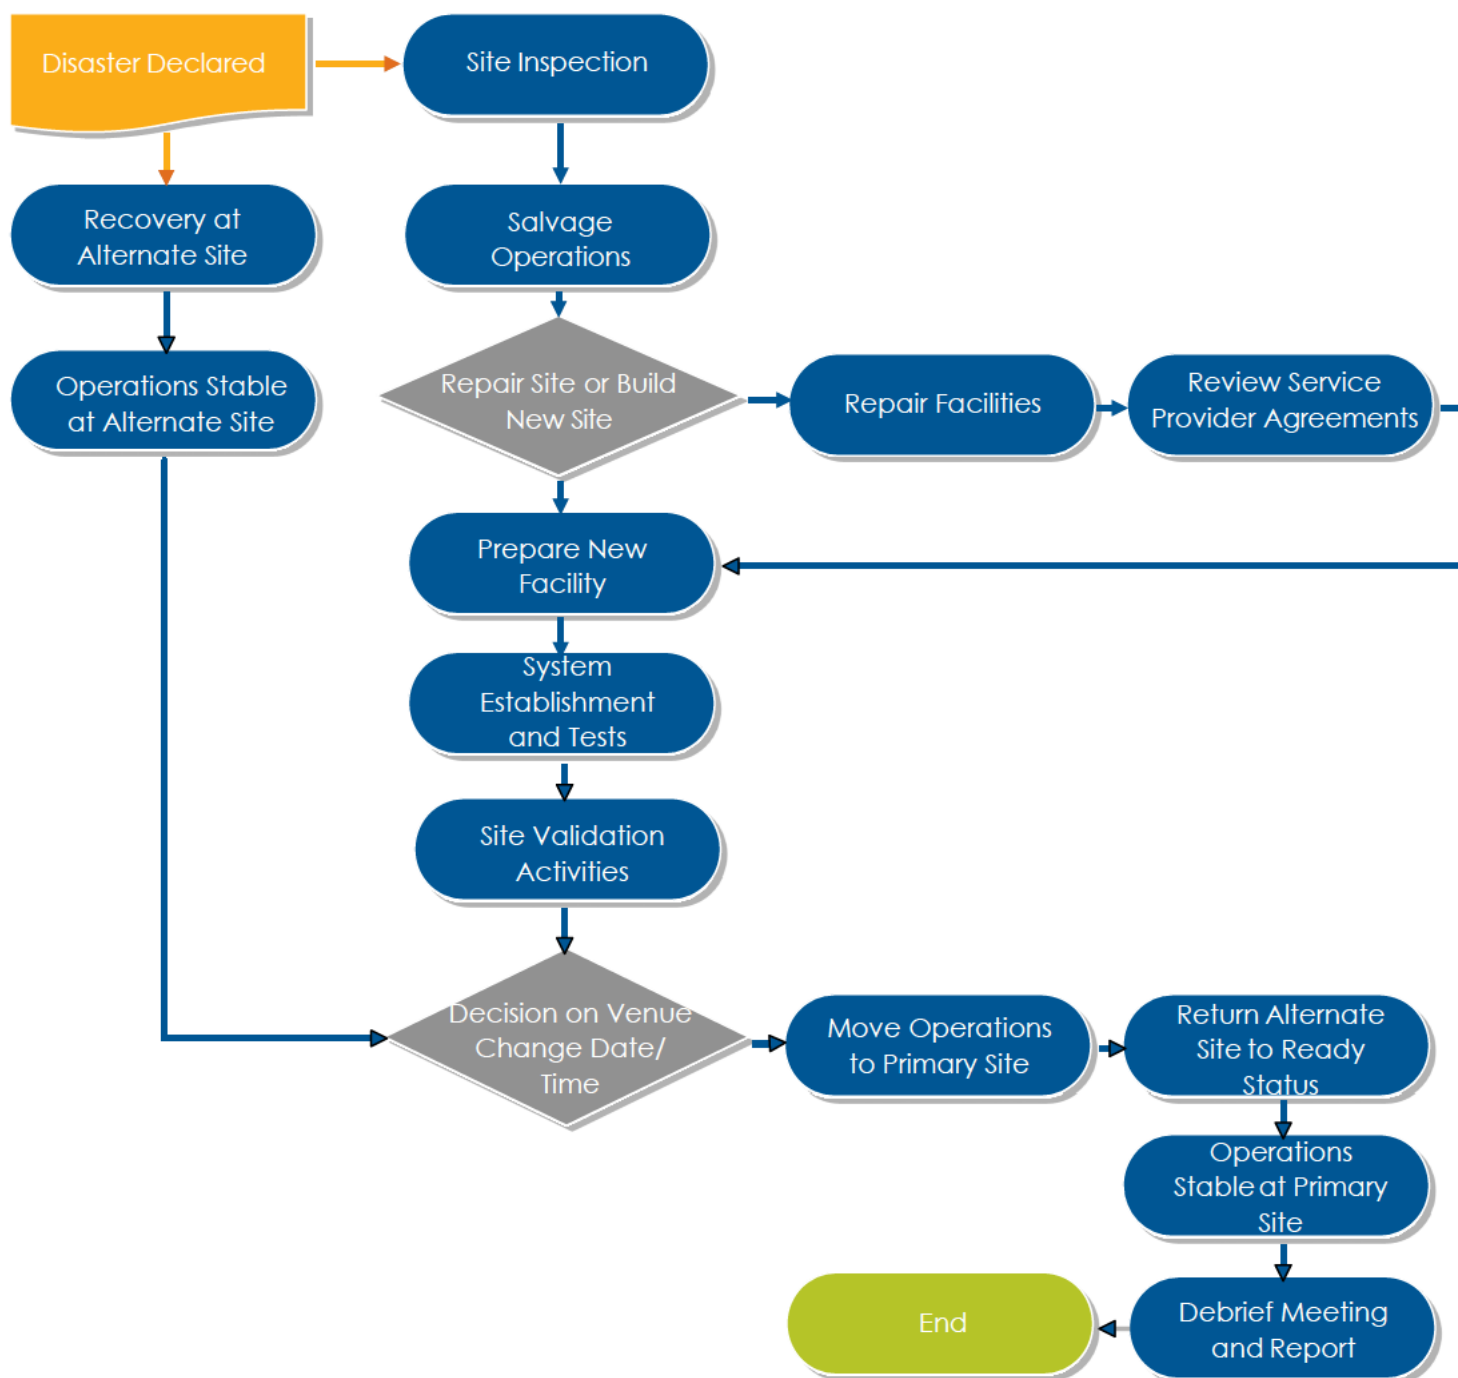 Disaster Declared
Site Inspection
Recovery at
Alternate Site
Salvage
Operations
Operations Stable
at Alternate Site
Repair Site or Build
New Site
Repair Facilities
Review Service
Provider Agreements
Prepare New
Facility
System
Establishment
and Tests
Site Validation
Activities
Decision on Venue
Change Date/
Time
Move Operations
to Primary Site
Return Alternate
Site to Ready
Status
Operations
Stable at Primary
Site
Debrief Meeting
and Report
End